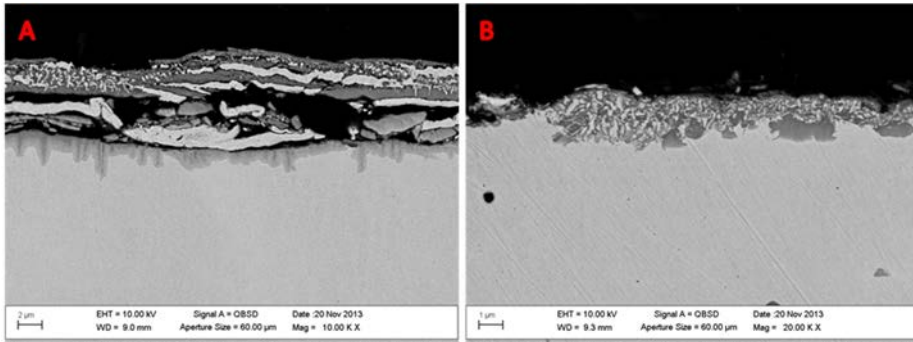 A
B
2 µm
EHT = 10.00 kV
WD = 9.0 mm
Signal A = QBSD
Aperture Size = 60.00 µm
Date :20 Nov 2013
Mag = 10.00 K X
1 µm
EHT = 10.00 kV
WD = 9.3 mm
Signal A = QBSD
Aperture Size = 60.00 µm
Date :20 Nov 2013
Mag = 20.00 K X